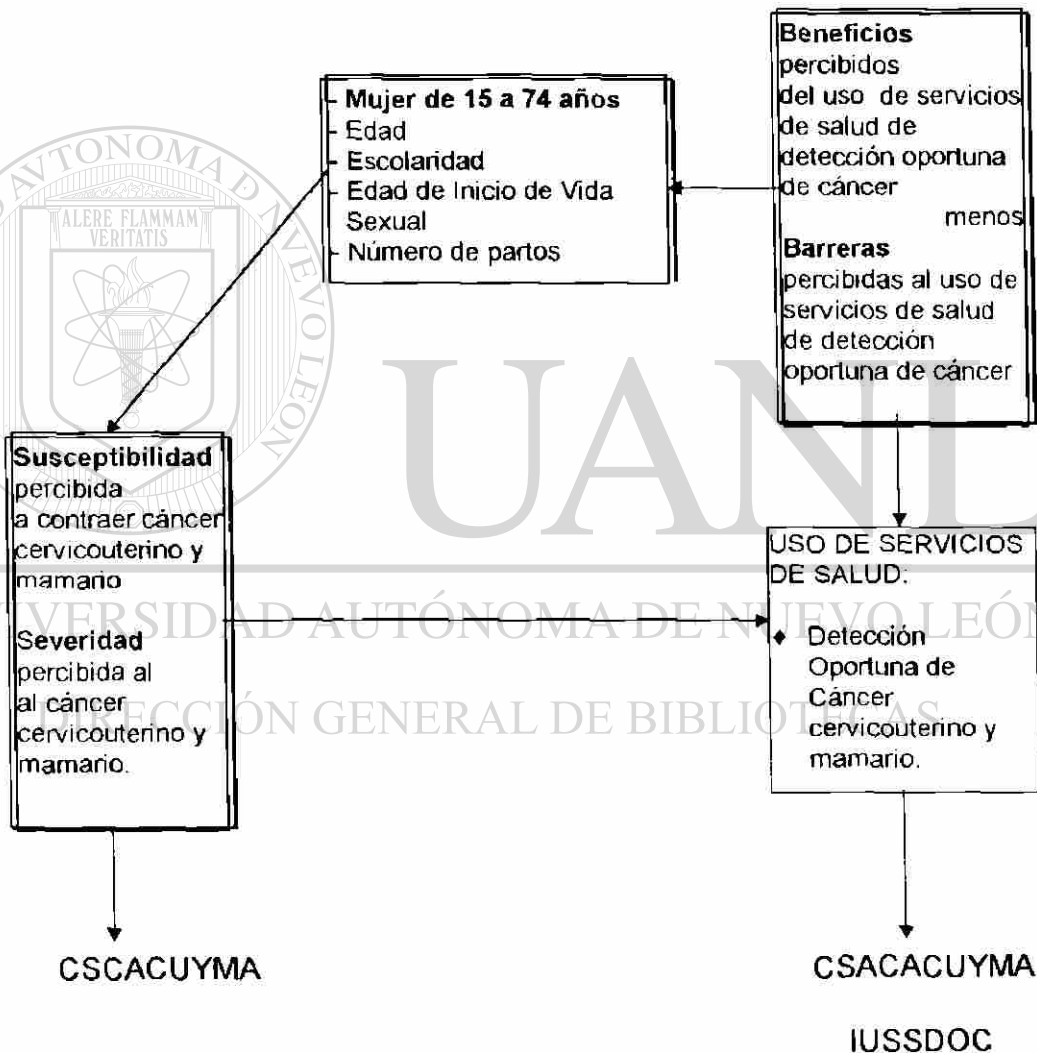 Beneficios
percibidos
del uso de servicios
de salud de
detección oportuna
de cáncer
menos
Barreras
percibidas al uso de
servicios de salud
de detección
oportuna de cáncer
- Mujer de 15 a 74 años
- Edad
- Escolaridad
- Edad de Inicio de Vida
Sexual
- Número de partos
ALERE FLAMMAM
VERITATIS
UANL
Susceptibilidad
percibida
a contraer cáncer
cervicouterino y
mamario
Severidad
percibida al
al cáncer
cervicouterino y
mamario.
USO DE SERVICIOS
DE SALUD:
♦ Detección
Oportuna de
Cáncer
cervicouterino y
mamario.
UNIVERSIDAD AUTÓNOMA DE NUEVO LEÓN
DIRECCIÓN GENERAL DE BIBLIOTECAS
CSCACUYMA
CSACACUYMA
IUSSDOC